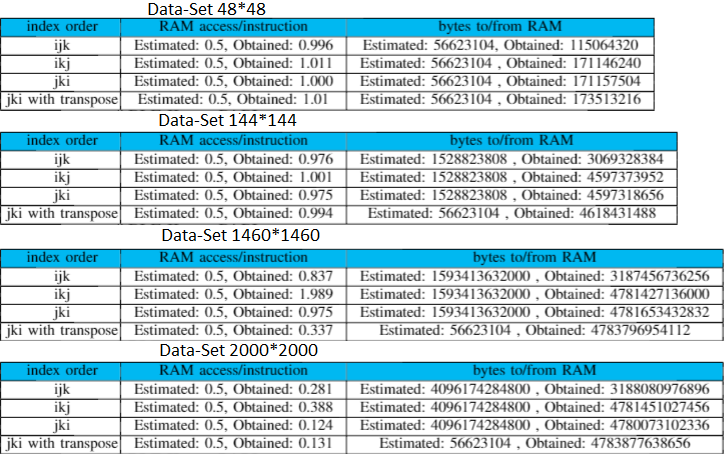 Data-Set 48*48
index order RAM access/instruction bytes to/from RAM
ijk Estimated: 0.5, Obtained: 0.996 Estimated: 56623104, Obtained: 115064320
ikj Estimated: 0.5, Obtained: 1.011 Estimated: 56623104 , Obtained: 171146240
jki Estimated: 0.5, Obtained: 1.000 Estimated: 56623104 , Obtained: 171157504
jki with transpose Estimated: 0.5, Obtained: 1.01 Estimated: 56623104 , Obtained: 173513216
Data-Set 144*144
index order RAM access/instruction bytes to/from RAM
ijk Estimated: 0.5, Obtained: 0.976 Estimated: 1528823808 , Obtained: 3069328384
ikj Estimated: 0.5, Obtained: 1.001 Estimated: 1528823808 , Obtained: 4597373952
jki Estimated: 0.5, Obtained: 0.975 Estimated: 1528823808 , Obtained: 4597318656
jki with transpose Estimated: 0.5, Obtained: 0.994 Estimated: 56623104 , Obtained: 4618431488
Data-Set 1460*1460
index order RAM access/instruction bytes to/from RAM
ijk Estimated: 0.5, Obtained: 0.837 Estimated: 1593413632000 , Obtained: 3187456736256
ikj Estimated: 0.5, Obtained: 1.989 Estimated: 1593413632000 , Obtained: 4781427136000
jki Estimated: 0.5, Obtained: 0.975 Estimated: 1593413632000 , Obtained: 4781653432832
jki with transpose Estimated: 0.5, Obtained: 0.337 Estimated: 56623104 , Obtained: 4783796954112
Data-Set 2000*2000
index order RAM access/instruction bytes to/from RAM
ijk Estimated: 0.5, Obtained: 0.281 Estimated: 4096174284800 , Obtained: 3188080976896
ikj Estimated: 0.5, Obtained: 0.388 Estimated: 4096174284800 , Obtained: 4781451027456
jki Estimated: 0.5, Obtained: 0.124 Estimated: 4096174284800 , Obtained: 4780073102336
jki with transpose Estimated: 0.5, Obtained: 0.131 Estimated: 56623104 , Obtained: 4783877638656